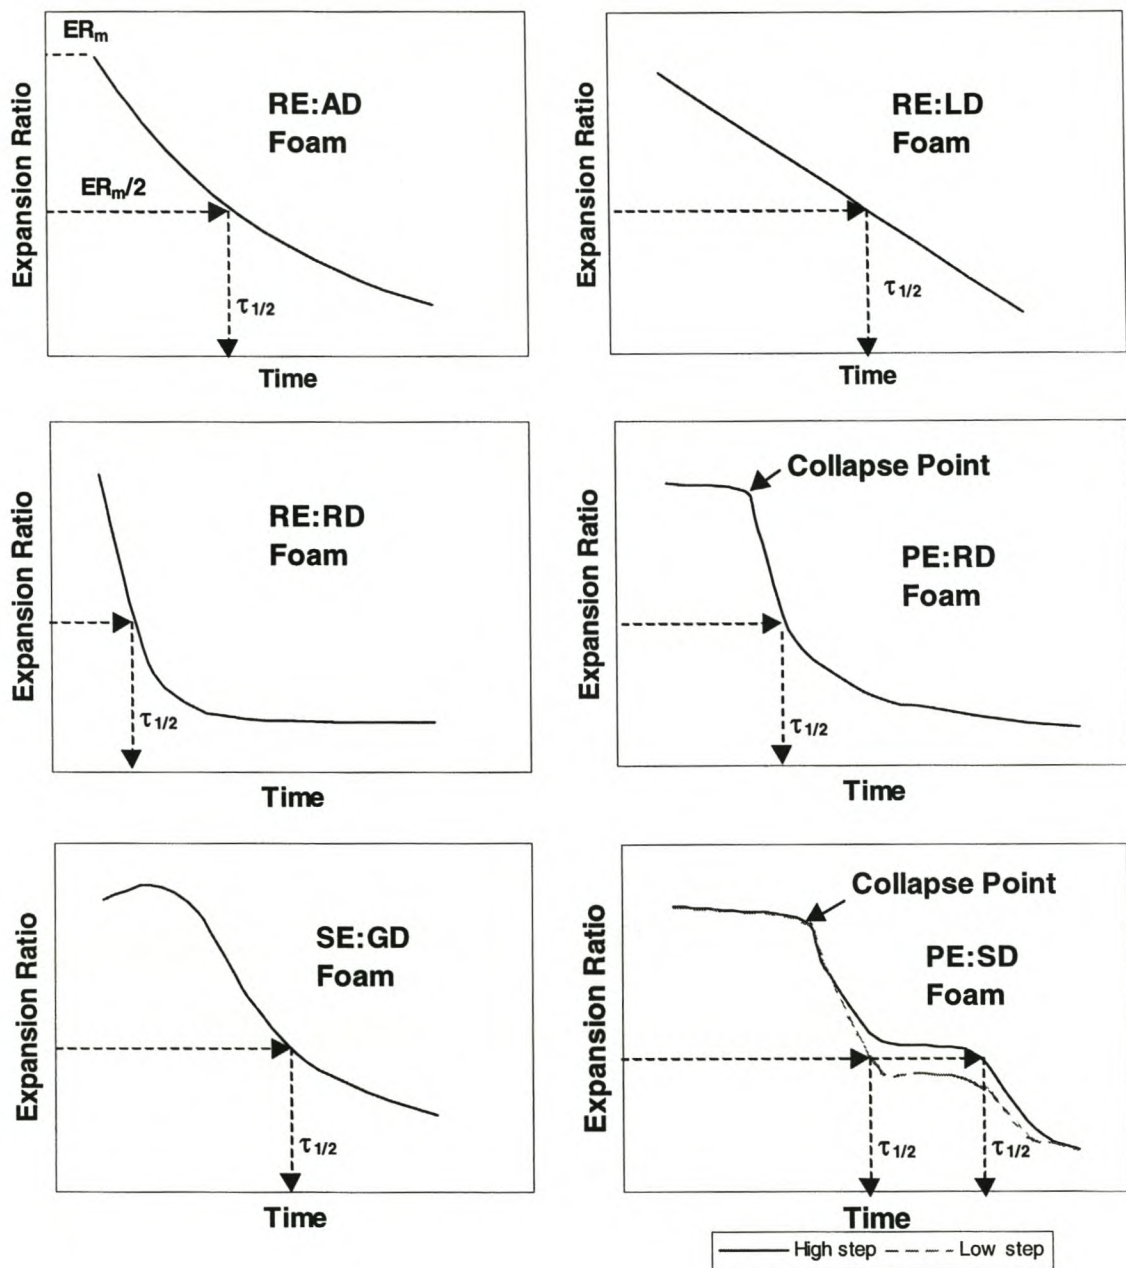 ERm
Expansion Ratio
RE:AD
Foam
ERm/2
τ1/2
Time
Expansion Ratio
RE:LD
Foam
τ1/2
Time
Expansion Ratio
RE:RD
Foam
τ1/2
Time
Expansion Ratio
Collapse Point
PE:RD
Foam
τ1/2
Time
Expansion Ratio
SE:GD
Foam
τ1/2
Time
Expansion Ratio
Collapse Point
PE:SD
Foam
τ1/2
τ1/2
Time
High step
Low step